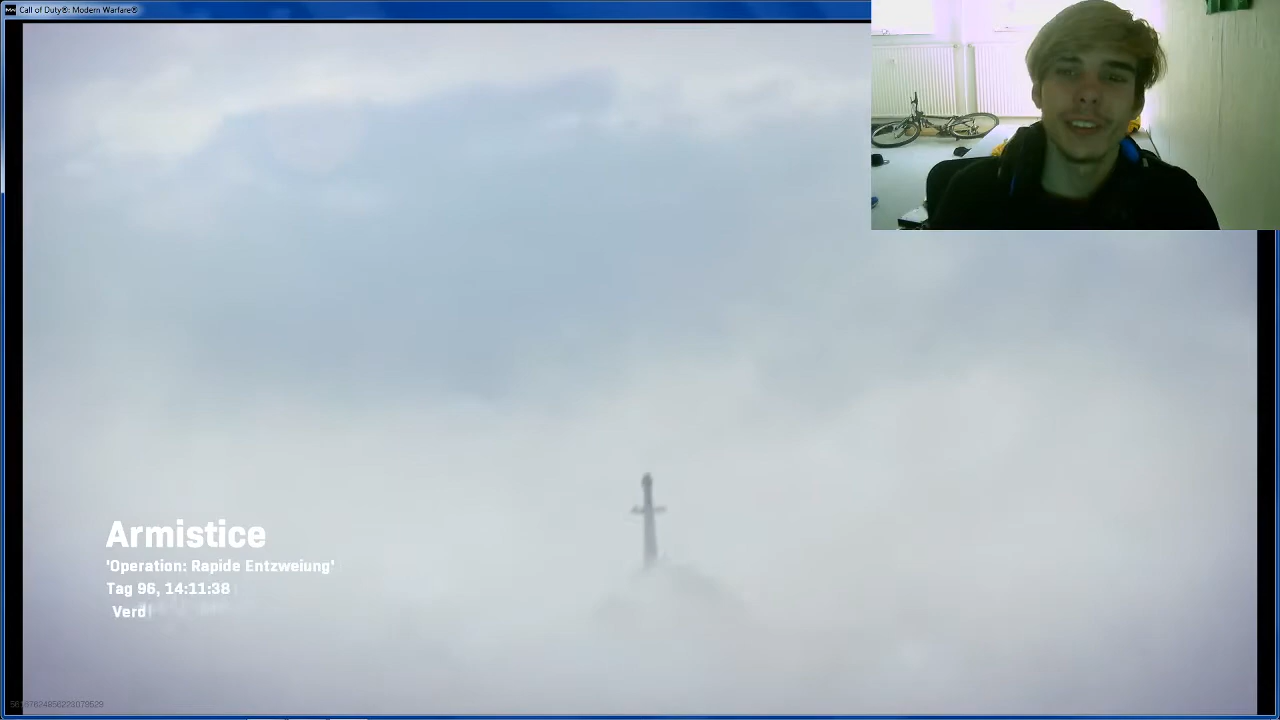 Call of Duty®: Modern Warfare®
Armistice
'Operation: Rapide Entzweiung'
Tag 96, 14:11:38
Verd